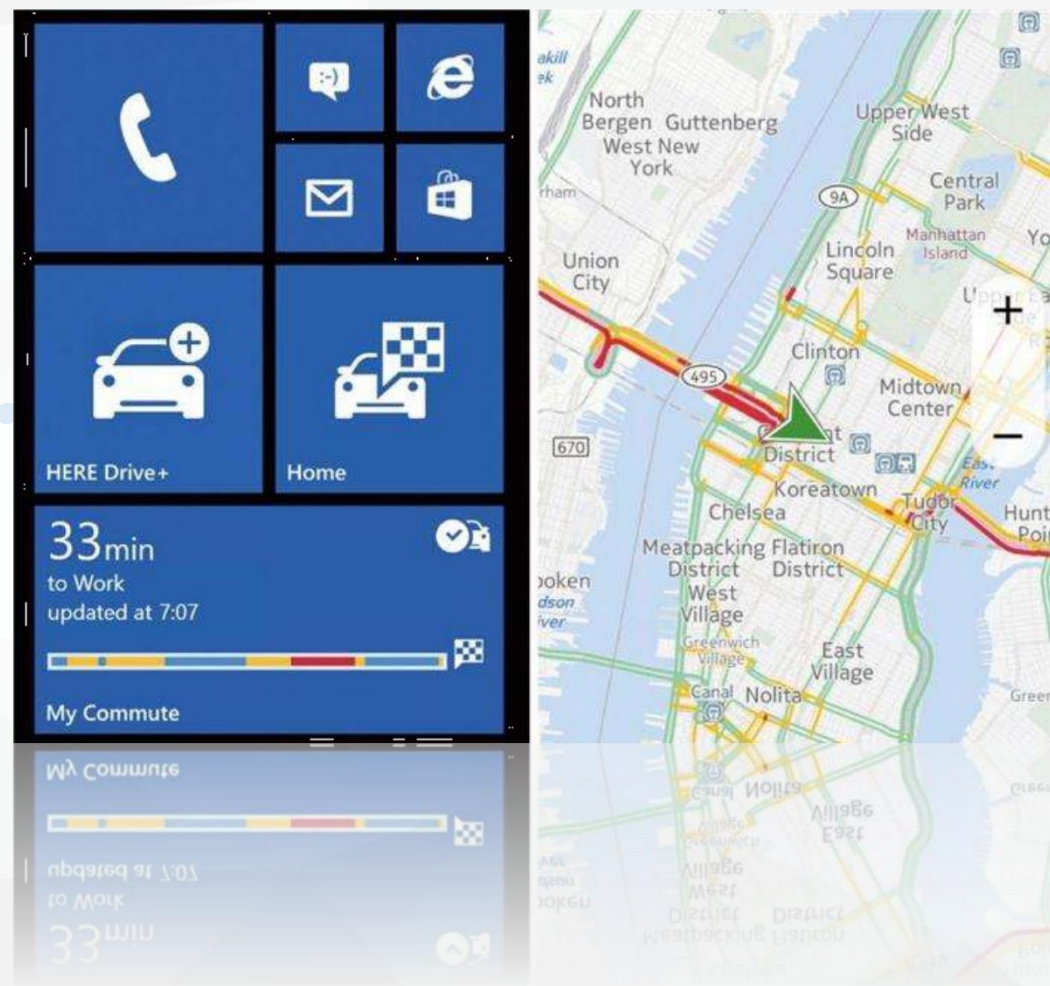 HERE Drive+
Home
33min
to Work
updated at 7:07
My Commute
North
Bergen
Guttenberg
West New
York
Upper West
Side
9A
Central
Park
Manhattan
Island
Lincoln
Square
Union
City
+
Clinton
495
Midtown
Center
−
670
District
East
River
Koreatown
Tudor
City
Chelsea
Meatpacking
District
Flatiron
District
West
Village
Greenwich
Village
East
Village
Canal
Nolita